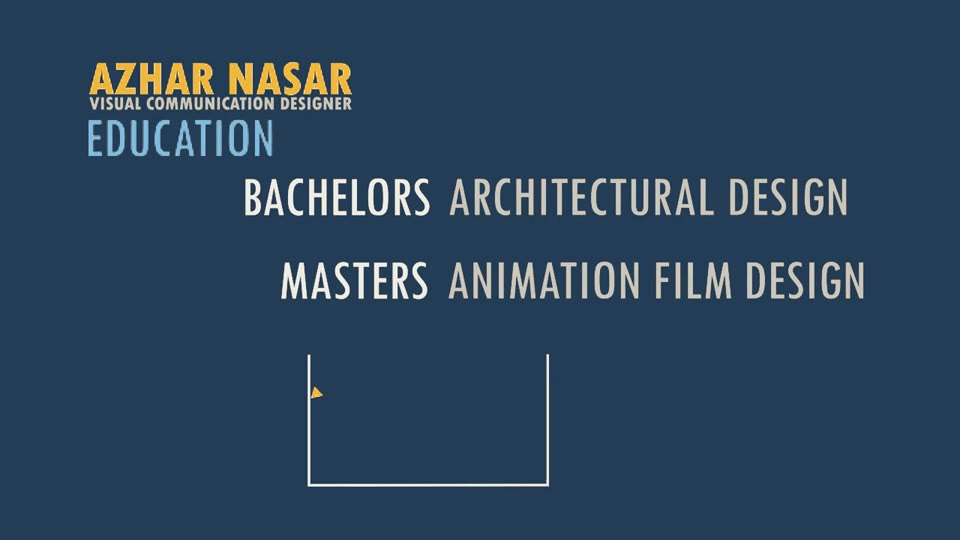 AZHAR NASAR
VISUAL COMMUNICATION DESIGNER
EDUCATION
BACHELORS ARCHITECTURAL DESIGN
MASTERS ANIMATION FILM DESIGN